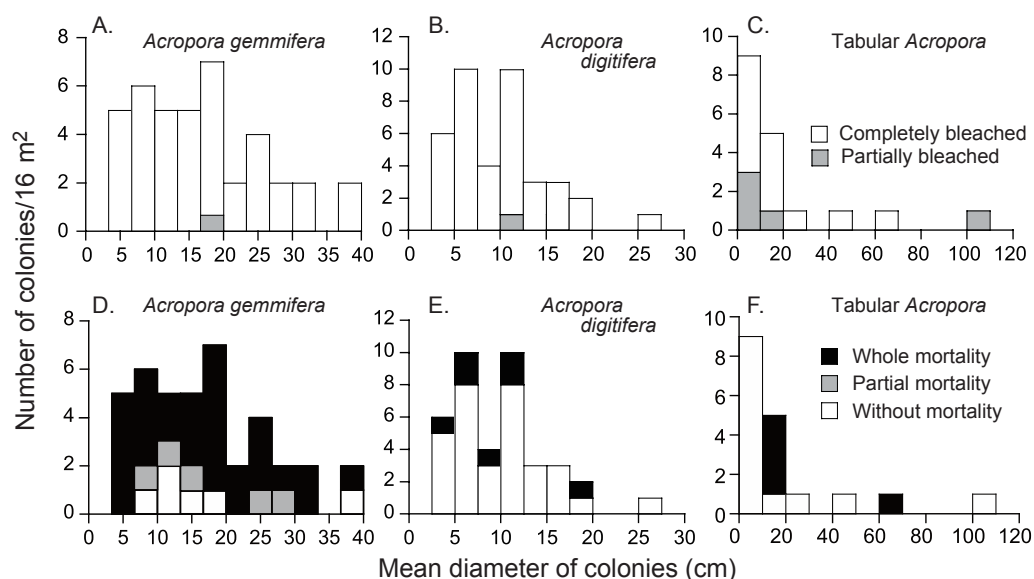 A.
Acropora gemmifera
8
6
4
2
0
0 5 10 15 20 25 30 35 40
B.
Acropora
digitifera
12
10
8
6
4
2
0
0 5 10 15 20 25 30
C.
Tabular Acropora
10
8
6
4
2
0
0 20 40 60 80 100 120
Completely bleached
Partially bleached
Number of colonies/16 m²
D.
Acropora gemmifera
8
6
4
2
0
0 5 10 15 20 25 30 35 40
E.
Acropora
digitifera
12
10
8
6
4
2
0
0 5 10 15 20 25 30
F.
Tabular Acropora
10
8
6
4
2
0
0 20 40 60 80 100 120
Whole mortality
Partial mortality
Without mortality
Mean diameter of colonies (cm)